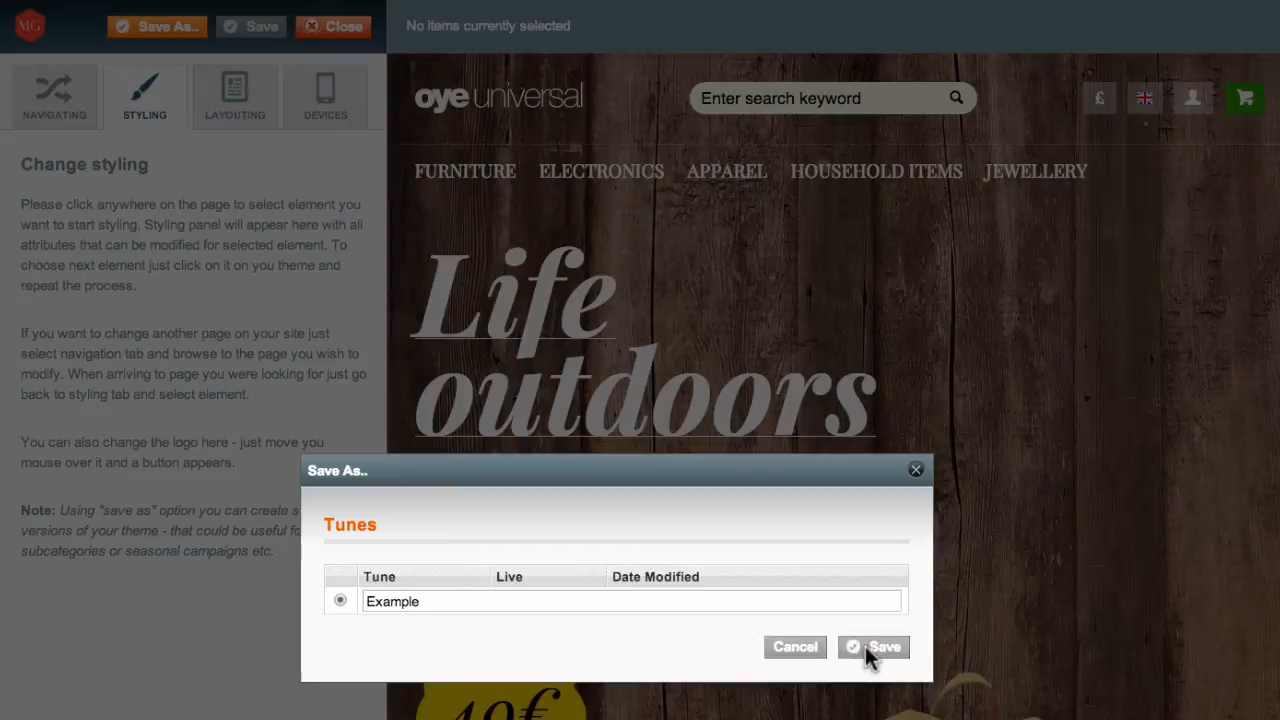 MG
Save As..
Save
Close
No items currently selected
NAVIGATING
STYLING
LAYOUTING
DEVICES
Change styling
Please click anywhere on the page to select element you
want to start styling. Styling panel will appear here with all
attributes that can be modified for selected element. To
choose next element just click on it on you theme and
repeat the process.
If you want to change another page on your site just
select navigation tab and browse to the page you wish to
modify. When arriving to page you were looking for just go
back to styling tab and select element.
You can also change the logo here - just move you
mouse over it and a button appears.
Note: Using "save as" option you can create s
versions of your theme - that could be useful fo
subcategories or seasonal campaigns etc.
oye universal
Enter search keyword
£
FURNITURE
ELECTRONICS
APPAREL
HOUSEHOLD ITEMS
JEWELLERY
Life
outdoors
Save As..
Tunes
Tune
Live
Date Modified
Example
Cancel
Save
49€